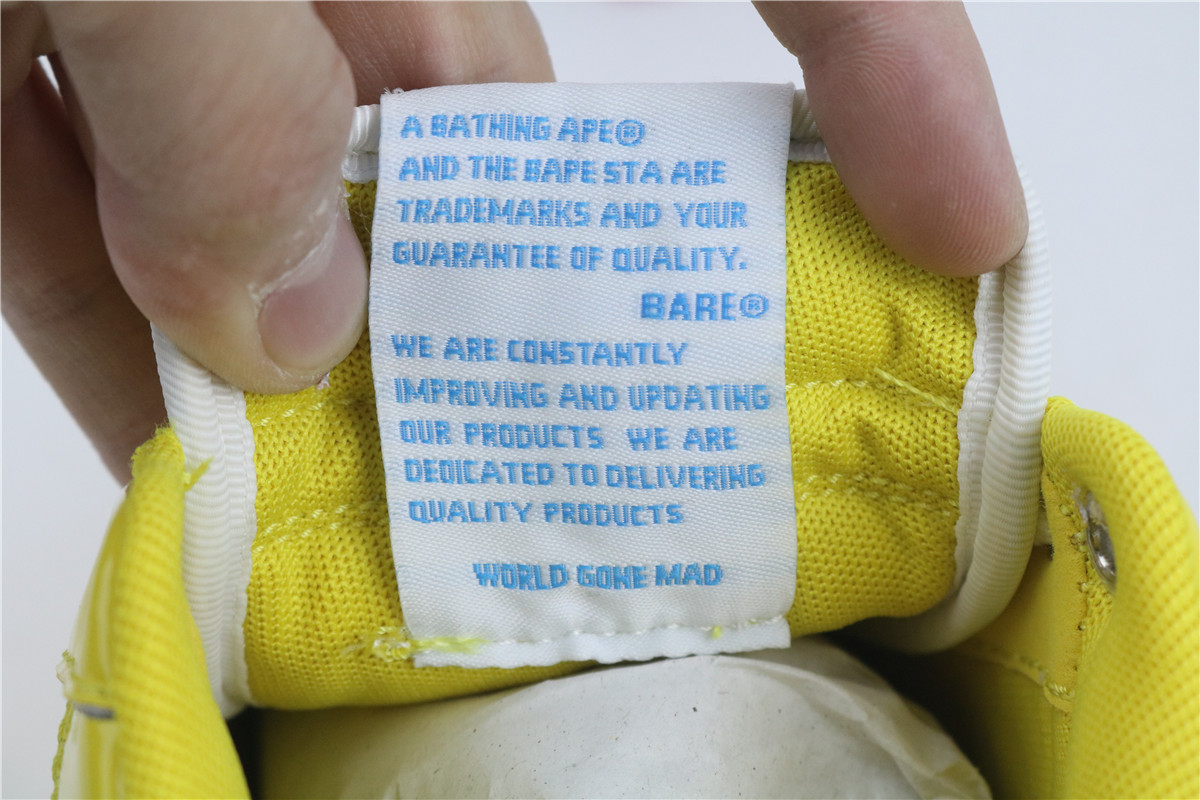 A BATHING APE®
AND THE BAPE STA ARE
TRADEMARKS AND YOUR
GUARANTEE OF QUALITY.
BARE®
WE ARE CONSTANTLY
IMPROVING AND UPDATING
OUR PRODUCTS WE ARE
DEDICATED TO DELIVERING
QUALITY PRODUCTS
WORLD GONE MAD